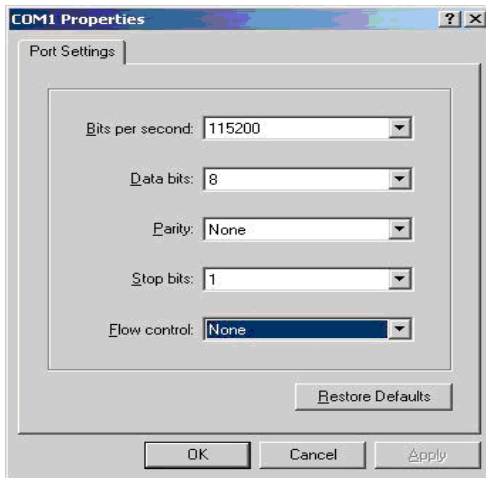 COM1 Properties
Port Settings
Bits per second: 115200
Data bits: 8
Parity: None
Stop bits: 1
Flow control: None
Restore Defaults
OK Cancel Apply